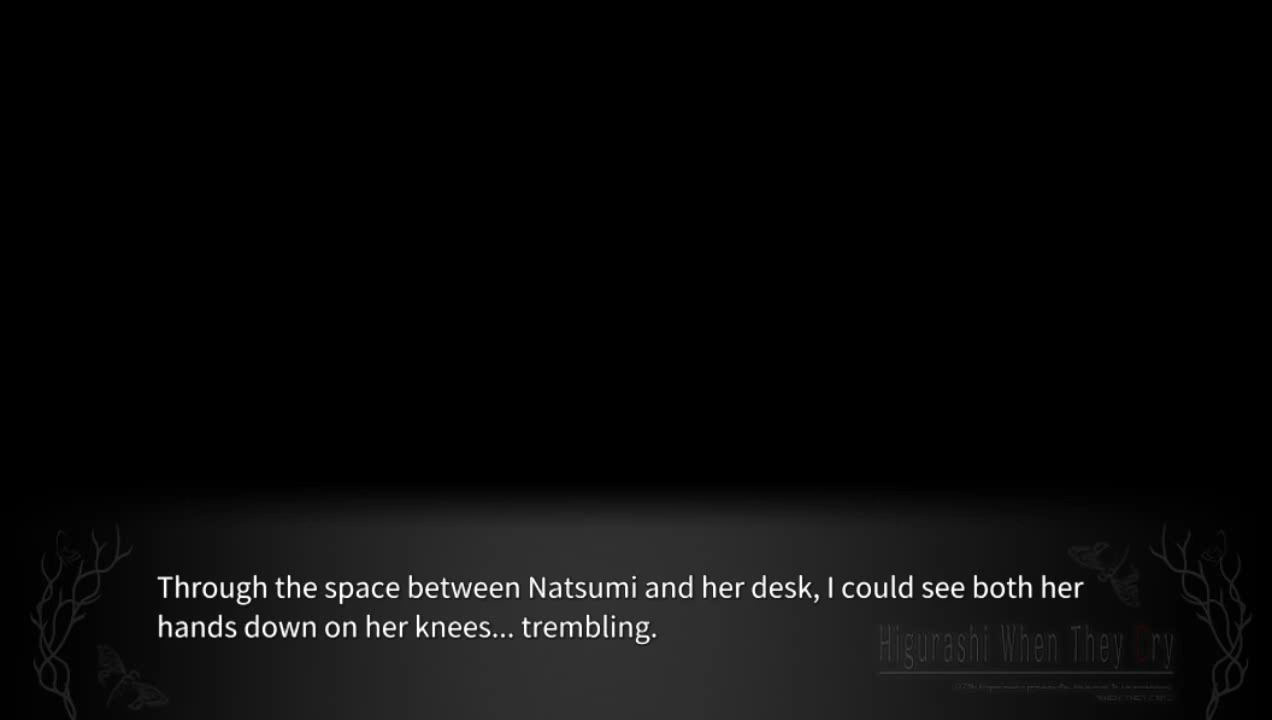 Through the space between Natsumi and her desk, I could see both her
hands down on her knees... trembling.
Higurashi When They Cry